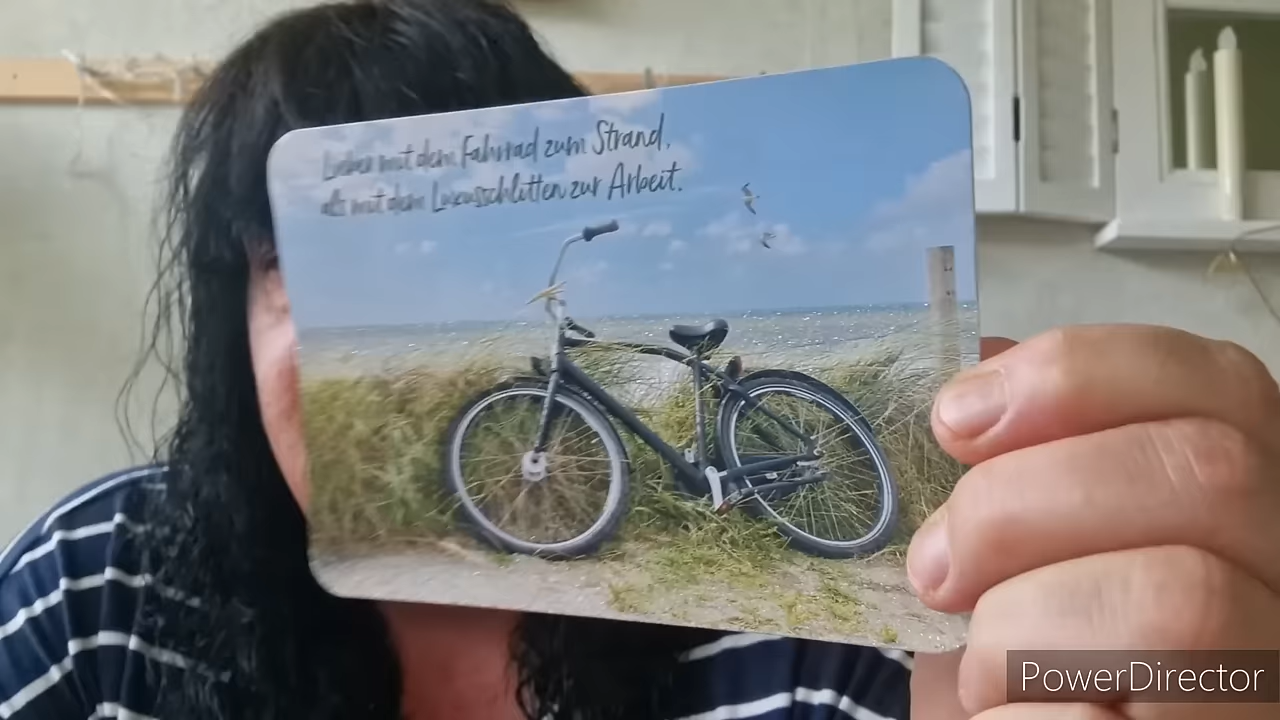 Lieber mit dem Fahrrad zum Strand,
als mit dem Luxusschlitten zur Arbeit.
PowerDirector